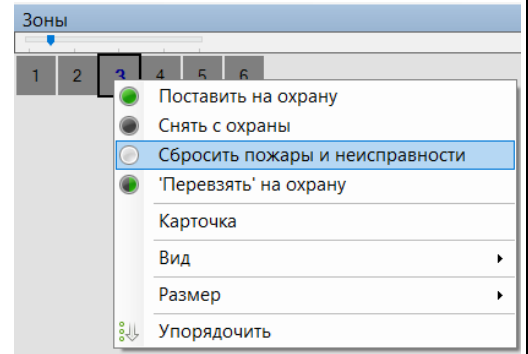 Зоны
1 2 3 4 5 6
Поставить на охрану
Снять с охраны
Сбросить пожары и неисправности
'Перевзять' на охрану
Карточка
Вид
Размер
Упорядочить